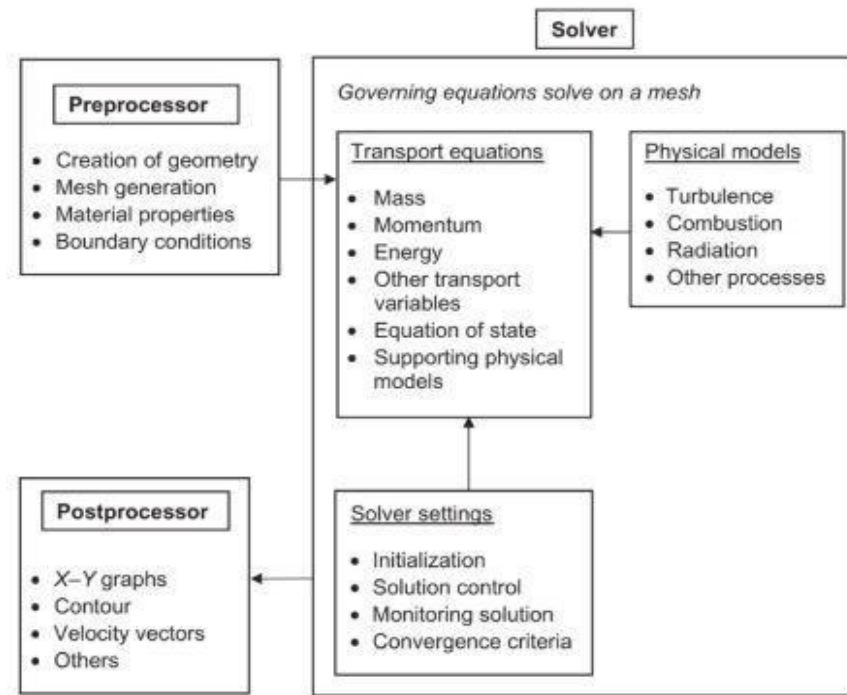 Solver
Preprocessor
• Creation of geometry
• Mesh generation
• Material properties
• Boundary conditions
Governing equations solve on a mesh
Transport equations
• Mass
• Momentum
• Energy
• Other transport
variables
• Equation of state
• Supporting physical
models
Physical models
• Turbulence
• Combustion
• Radiation
• Other processes
Solver settings
• Initialization
• Solution control
• Monitoring solution
• Convergence criteria
Postprocessor
• X–Y graphs
• Contour
• Velocity vectors
• Others